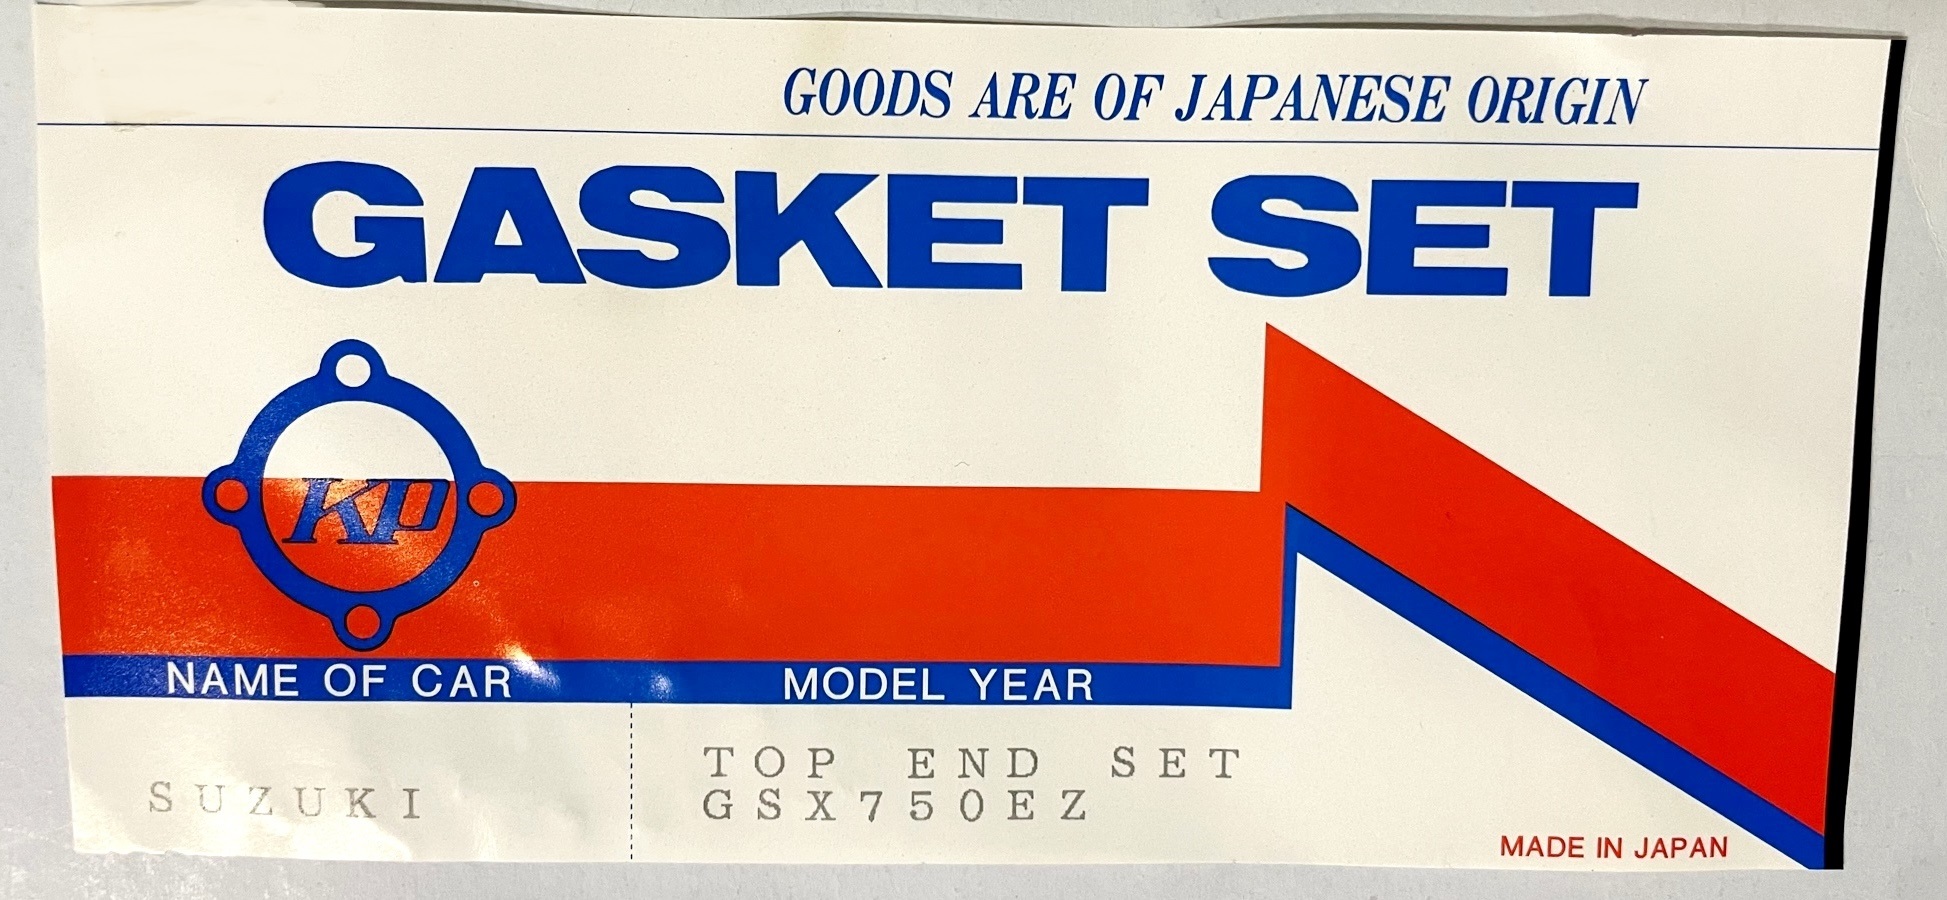 GOODS ARE OF JAPANESE ORIGIN
GASKET SET
KP
NAME OF CAR
MODEL YEAR
SUZUKI
TOP END SET
GSX750EZ
MADE IN JAPAN